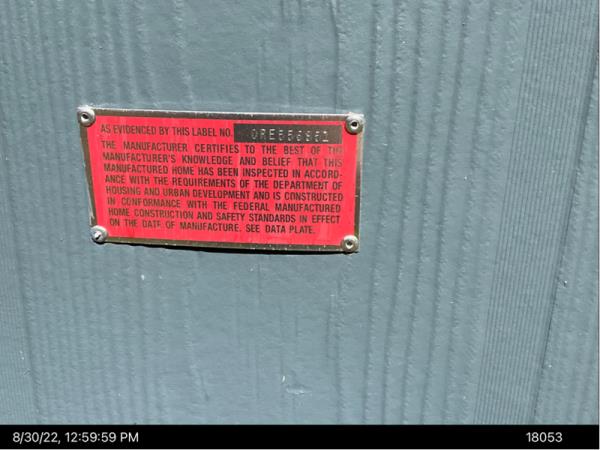 AS EVIDENCED BY THIS LABEL NO.
THE MANUFACTURER CERTIFIES TO THE BEST OF THE
MANUFACTURER'S KNOWLEDGE AND BELIEF THAT THIS
MANUFACTURED HOME HAS BEEN INSPECTED IN ACCORD-
ANCE WITH THE REQUIREMENTS OF THE DEPARTMENT OF
HOUSING AND URBAN DEVELOPMENT AND IS CONSTRUCTED
IN CONFORMANCE WITH THE FEDERAL MANUFACTURED
HOME CONSTRUCTION AND SAFETY STANDARDS IN EFFECT
ON THE DATE OF MANUFACTURE. SEE DATA PLATE.
8/30/22, 12:59:59 PM 18053